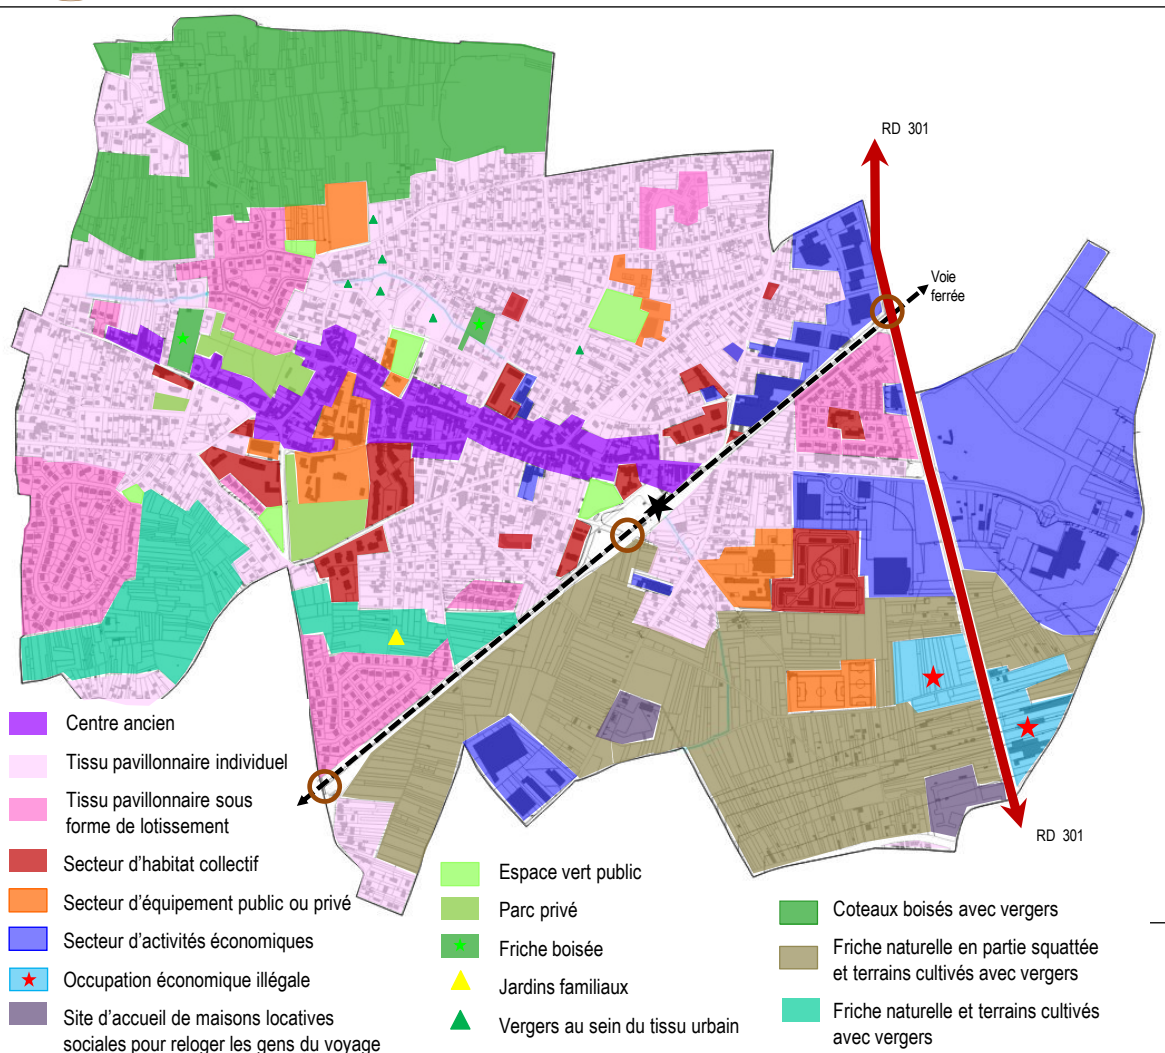 RD 301
Voie
ferrée
RD 301
Centre ancien
Tissu pavillonnaire individuel
Tissu pavillonnaire sous
forme de lotissement
Secteur d'habitat collectif
Secteur d'équipement public ou privé
Secteur d'activités économiques
Occupation économique illégale
Site d'accueil de maisons locatives
sociales pour reloger les gens du voyage
Espace vert public
Parc privé
Friche boisée
Jardins familiaux
Vergers au sein du tissu urbain
Coteaux boisés avec vergers
Friche naturelle en partie squattée
et terrains cultivés avec vergers
Friche naturelle et terrains cultivés
avec vergers